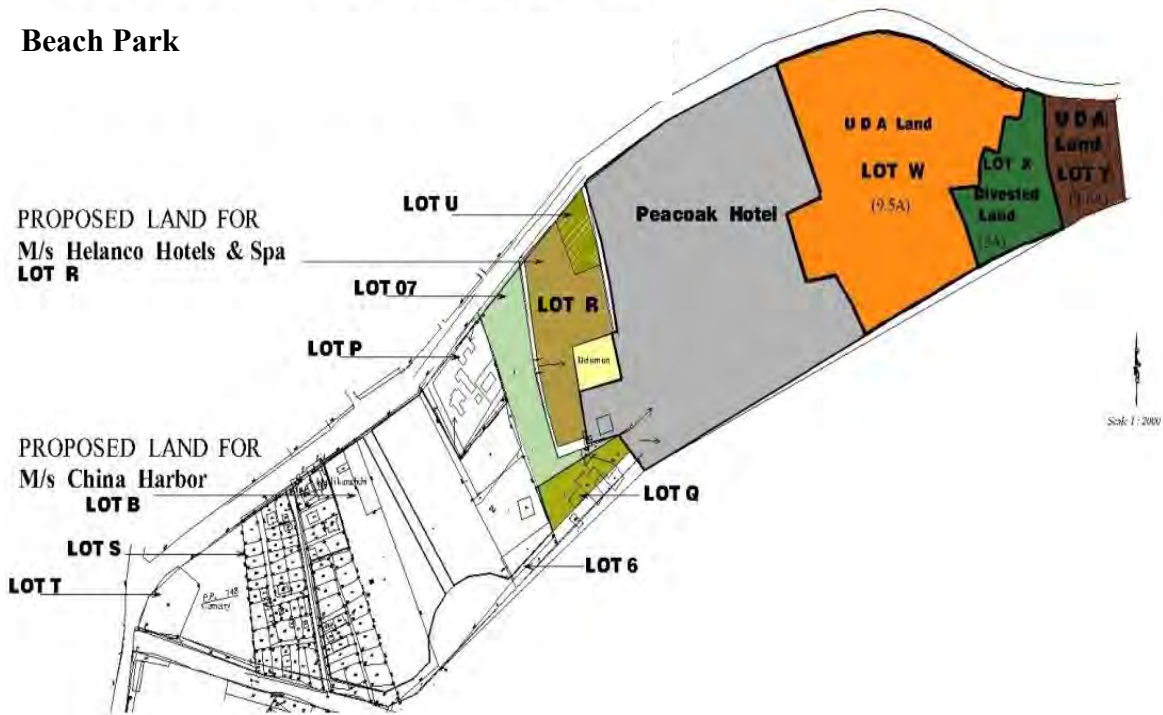 Beach Park
U D A Land
LOT W
(9.5A)
U D A
Land
LOT Y
LOT X
Divested
Land
(3A)
Peacoak Hotel
LOT U
PROPOSED LAND FOR
M/s Helanco Hotels & Spa
LOT R
LOT 07
LOT R
LOT P
Scale 1 : 2000
PROPOSED LAND FOR
M/s China Harbor
LOT B
LOT Q
LOT S
LOT 6
LOT T